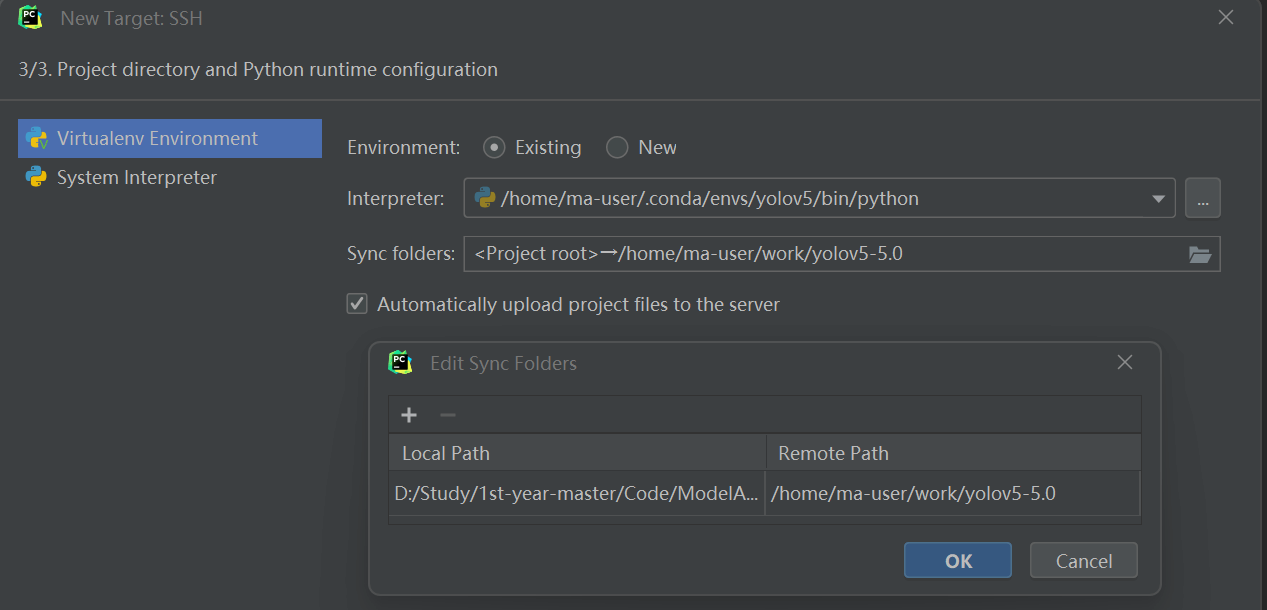 New Target: SSH
3/3. Project directory and Python runtime configuration
Virtualenv Environment
System Interpreter
Environment: Existing New
Interpreter: /home/ma-user/.conda/envs/yolov5/bin/python ...
Sync folders: <Project root>→/home/ma-user/work/yolov5-5.0
Automatically upload project files to the server
Edit Sync Folders
Local Path Remote Path
D:/Study/1st-year-master/Code/ModelA... /home/ma-user/work/yolov5-5.0
OK Cancel